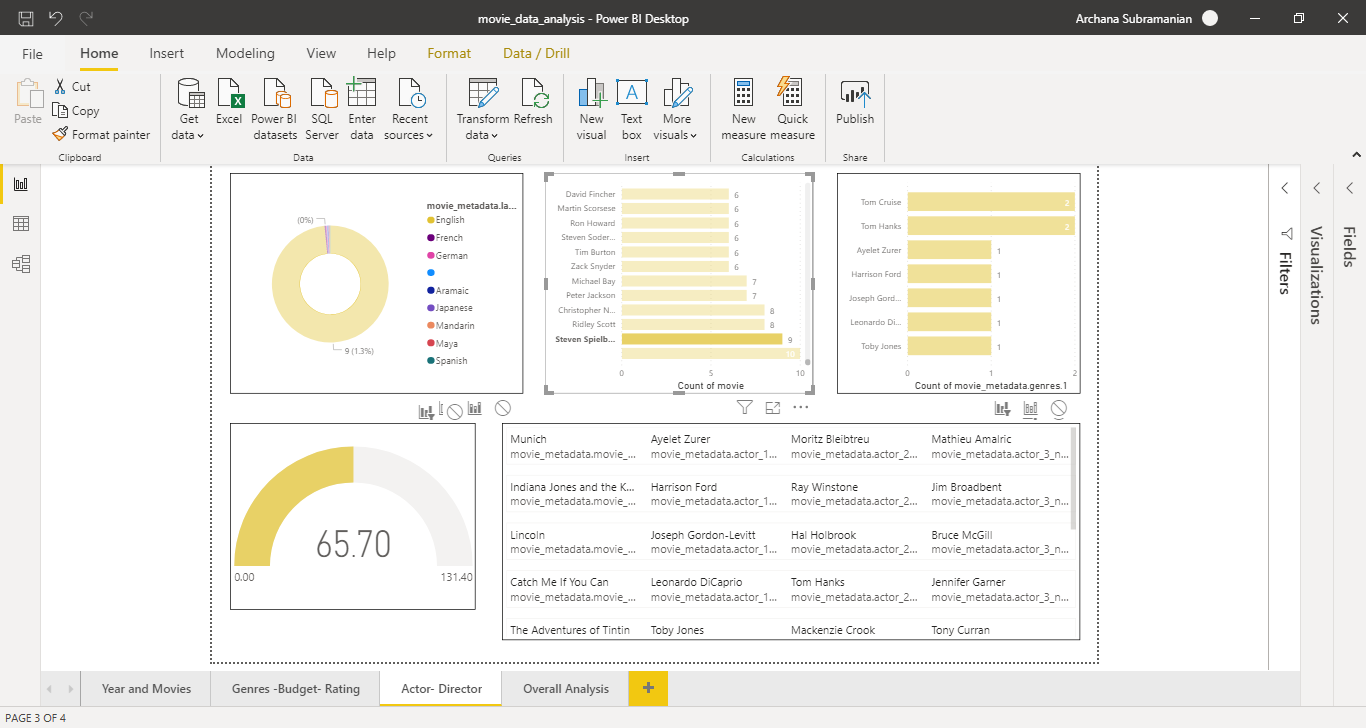 movie_data_analysis - Power BI Desktop
Archana Subramanian
File
Home
Insert
Modeling
View
Help
Format
Data / Drill
Paste
Cut
Copy
Format painter
Clipboard
Get data
Excel
Power BI datasets
SQL Server
Enter data
Recent sources
Data
Transform data
Refresh
Queries
New visual
Text box
More visuals
Insert
New measure
Quick measure
Calculations
Publish
Share
(0%)
9 (1.3%)
movie_metadata.la...
English
French
German
Aramaic
Japanese
Mandarin
Maya
Spanish
David Fincher 6
Martin Scorsese 6
Ron Howard 6
Steven Soder... 6
Tim Burton 6
Zack Snyder 6
Michael Bay 7
Peter Jackson 7
Christopher N... 8
Ridley Scott 8
Steven Spielb... 9
10
0 5 10
Count of movie
Tom Cruise 2
Tom Hanks 2
Ayelet Zurer 1
Harrison Ford 1
Joseph Gord... 1
Leonardo Di... 1
Toby Jones 1
0 1 2
Count of movie_metadata.genres.1
Filters
Visualizations
Fields
65.70
0.00 131.40
Munich Ayelet Zurer Moritz Bleibtreu Mathieu Amalric
movie_metadata.movie_... movie_metadata.actor_1... movie_metadata.actor_2... movie_metadata.actor_3_n...
Indiana Jones and the K... Harrison Ford Ray Winstone Jim Broadbent
movie_metadata.movie_... movie_metadata.actor_1... movie_metadata.actor_2... movie_metadata.actor_3_n...
Lincoln Joseph Gordon-Levitt Hal Holbrook Bruce McGill
movie_metadata.movie_... movie_metadata.actor_1... movie_metadata.actor_2... movie_metadata.actor_3_n...
Catch Me If You Can Leonardo DiCaprio Tom Hanks Jennifer Garner
movie_metadata.movie_... movie_metadata.actor_1... movie_metadata.actor_2... movie_metadata.actor_3_n...
The Adventures of Tintin Toby Jones Mackenzie Crook Tony Curran
Year and Movies
Genres -Budget- Rating
Actor- Director
Overall Analysis
PAGE 3 OF 4